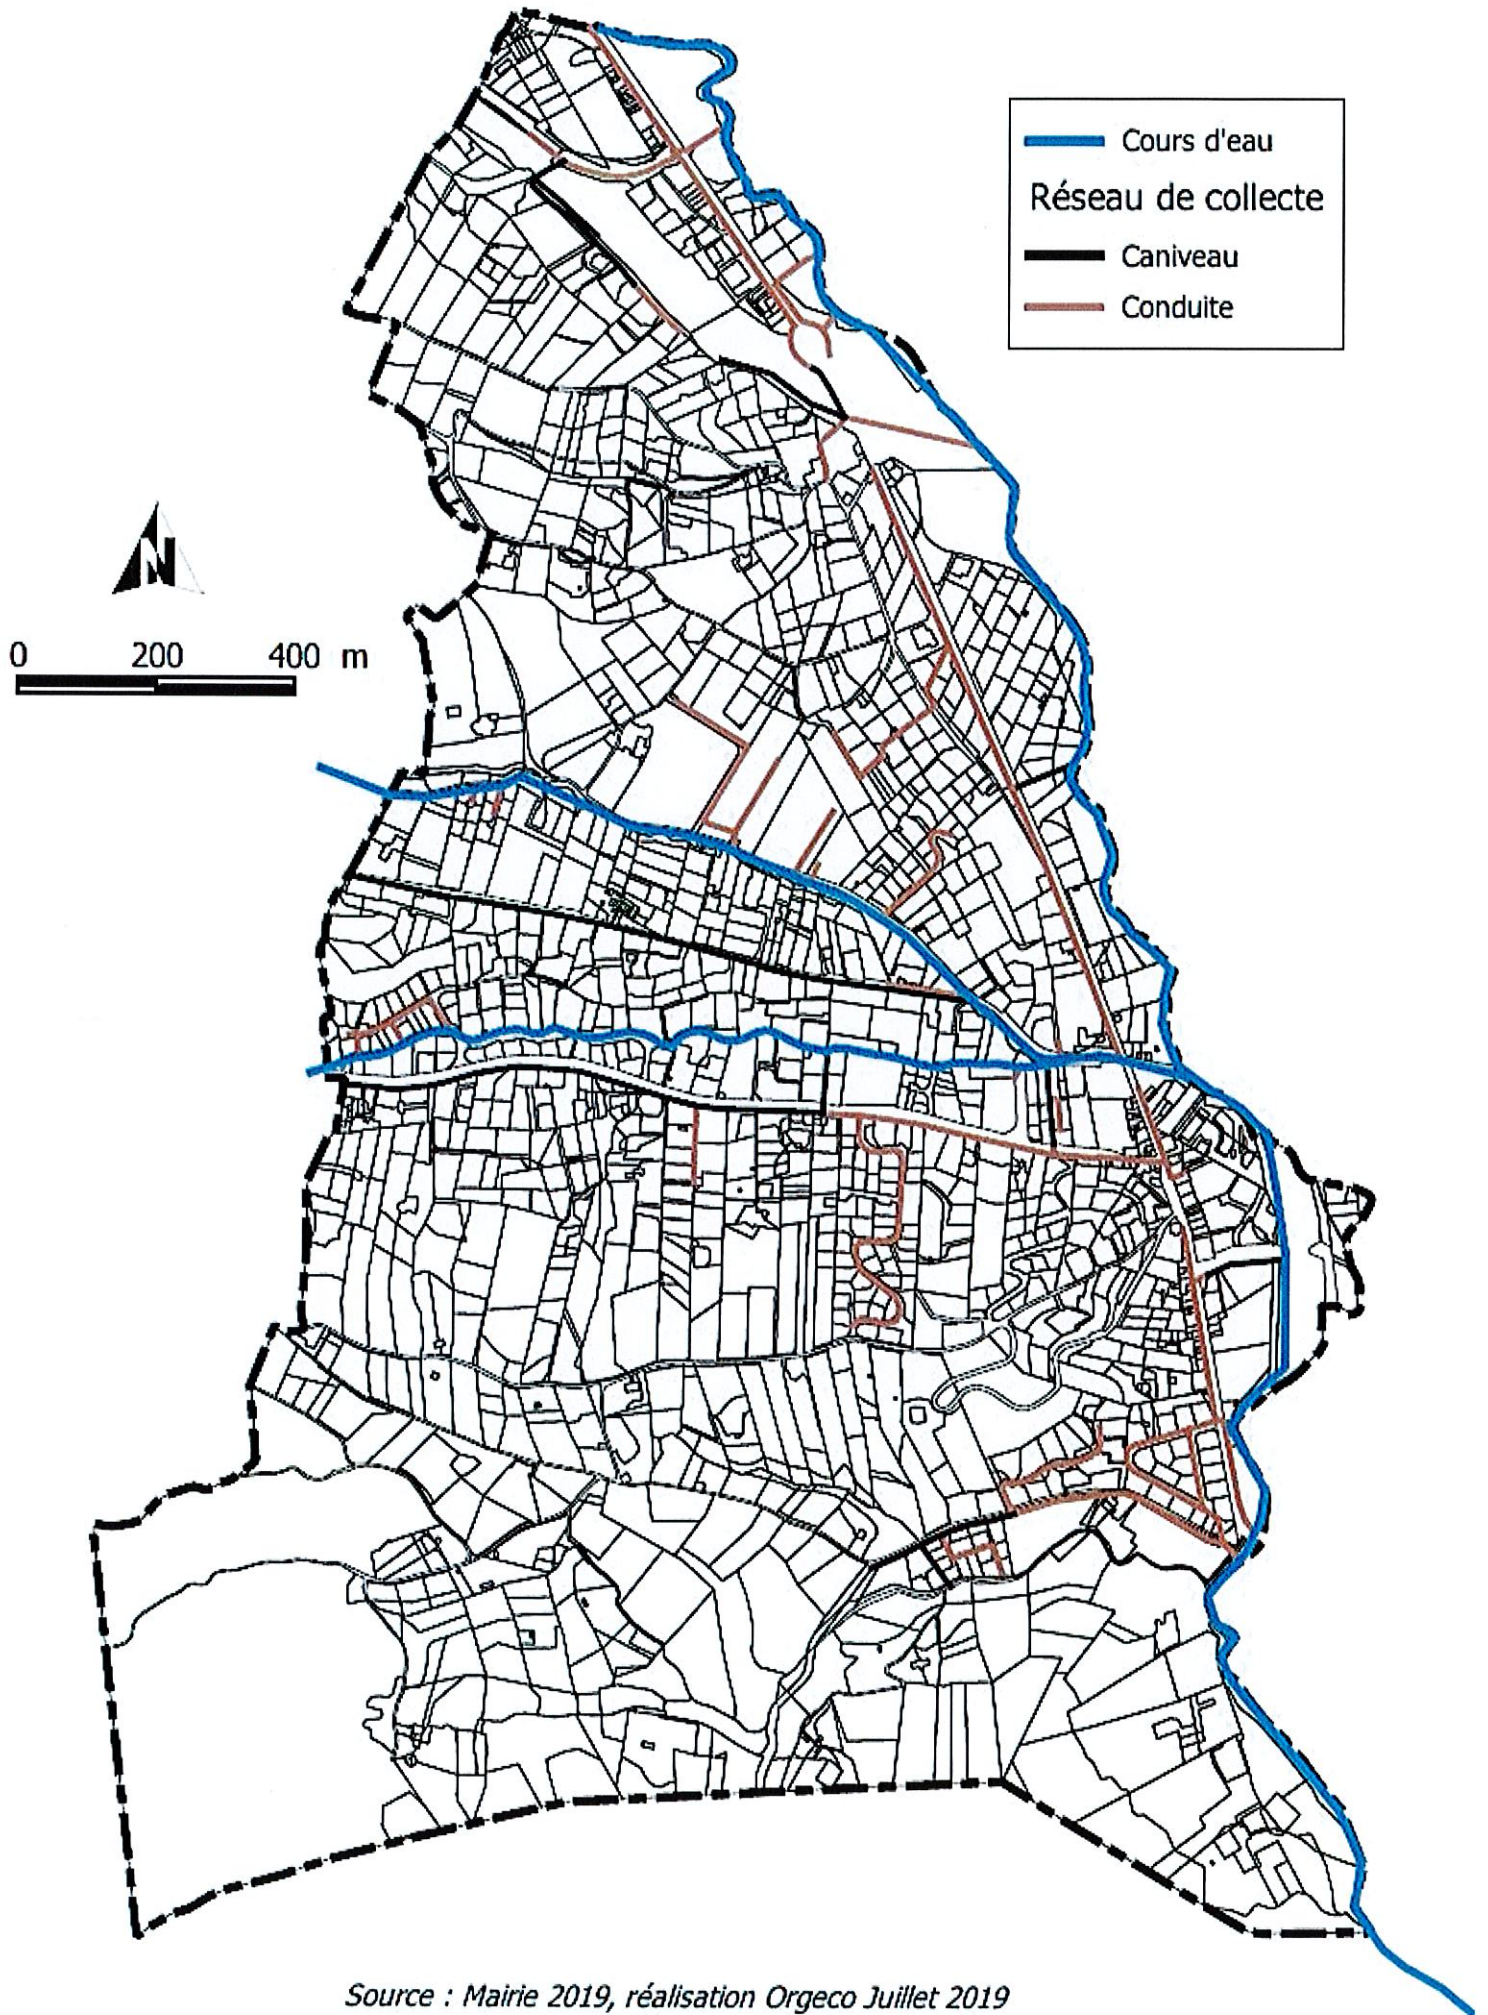 Cours d'eau
Réseau de collecte
Caniveau
Conduite
N
0 200 400 m
Source : Mairie 2019, réalisation Orgeco Juillet 2019